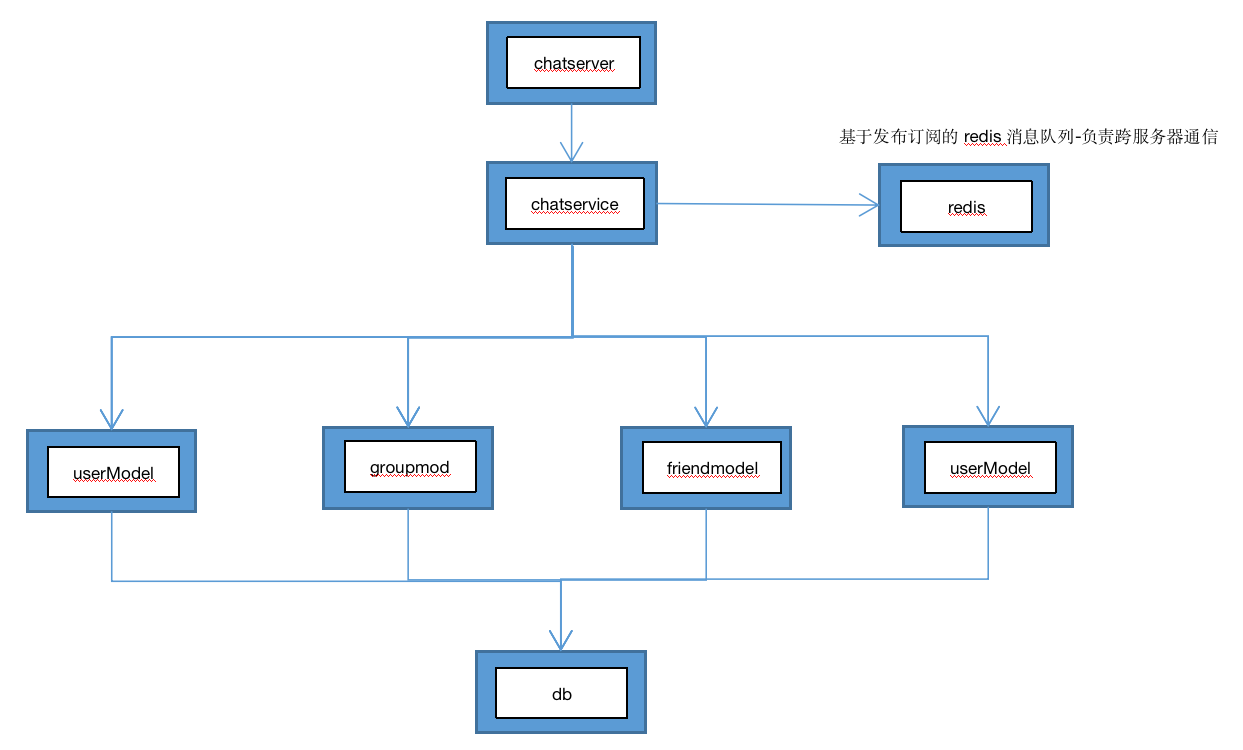 chatserver
基于发布订阅的 redis 消息队列-负责跨服务器通信
chatservice
redis
userModel
groupmod
friendmodel
userModel
db